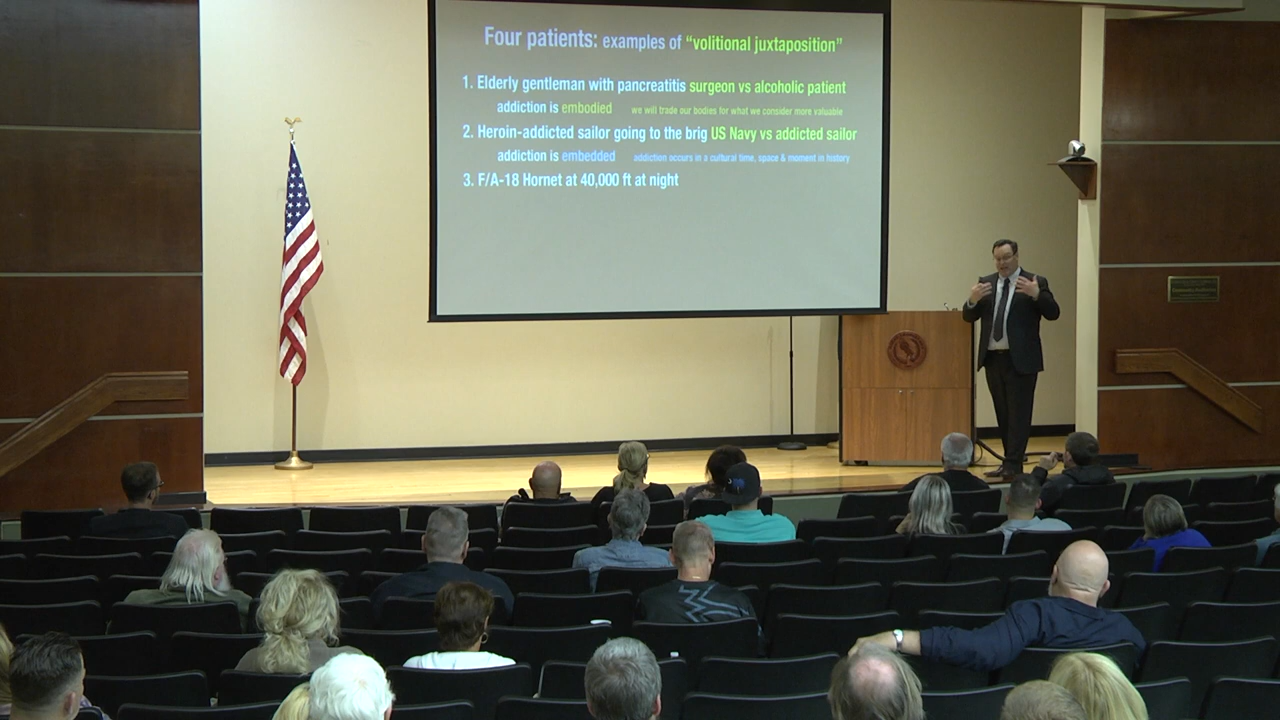 Four patients: examples of “volitional juxtaposition”
1. Elderly gentleman with pancreatitis surgeon vs alcoholic patient
addiction is embodied we will trade our bodies for what we consider more valuable
2. Heroin-addicted sailor going to the brig US Navy vs addicted sailor
addiction is embedded addiction occurs in a cultural time, space & moment in history
3. F/A-18 Hornet at 40,000 ft at night